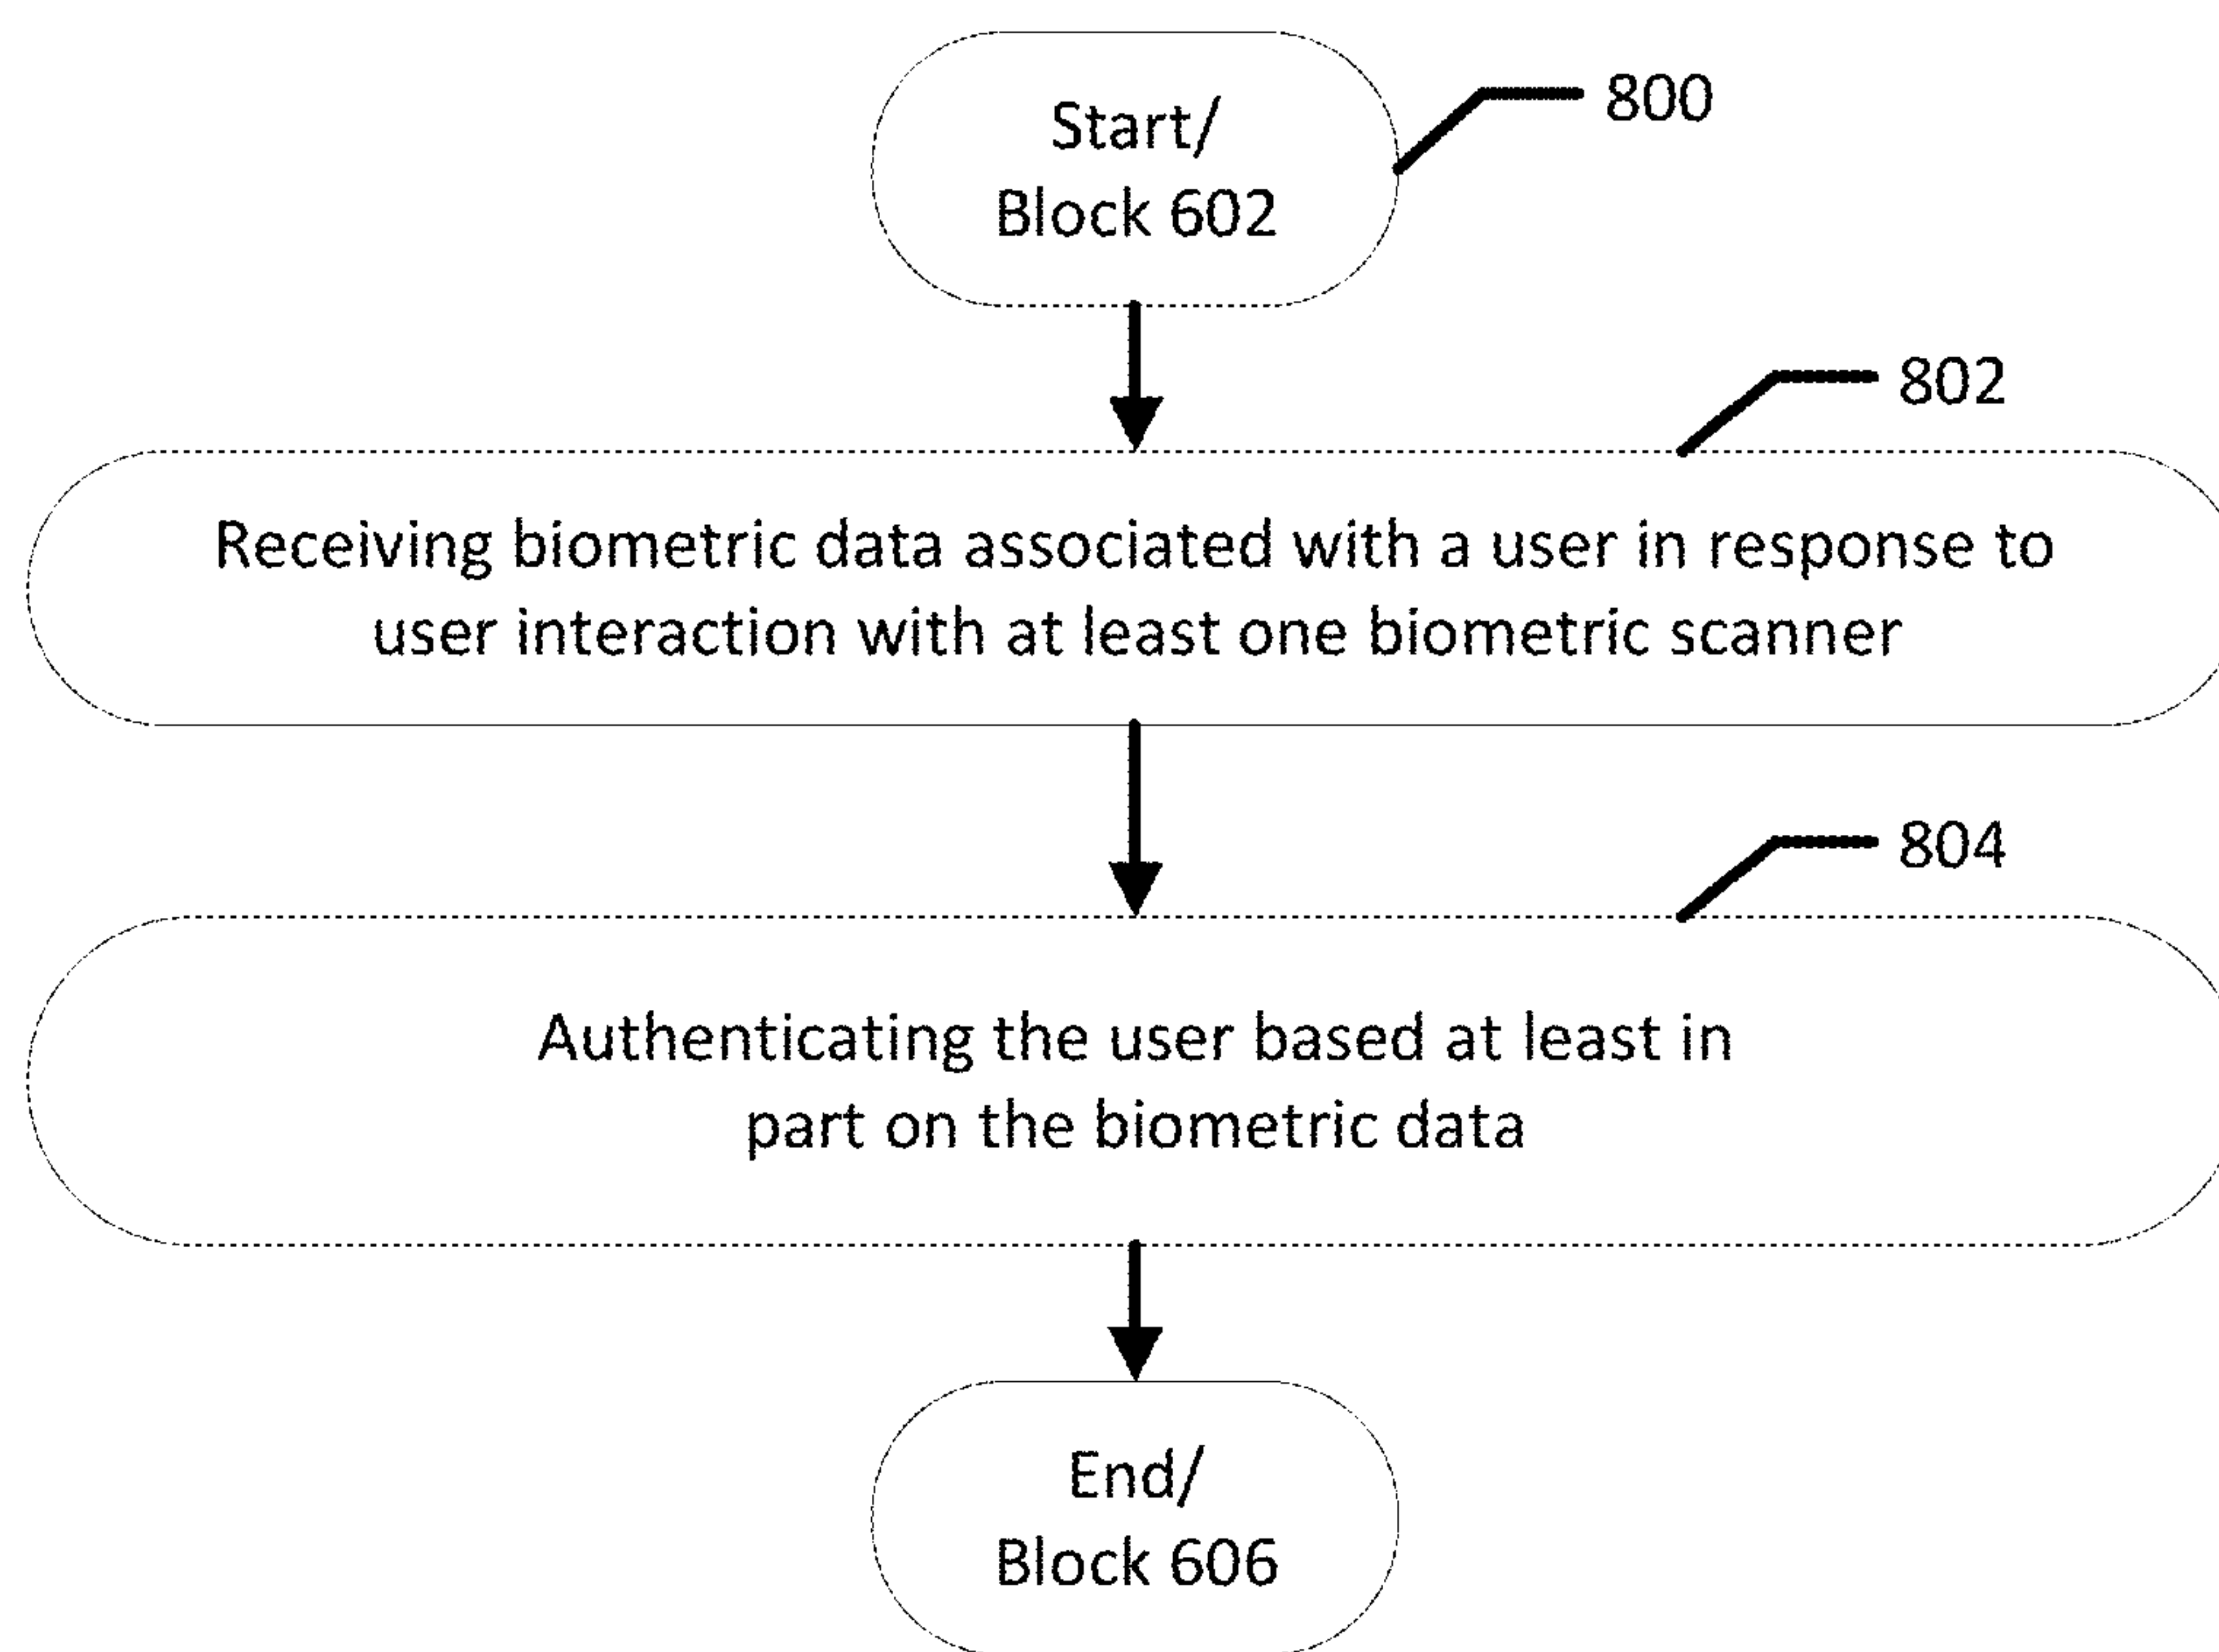 Start/
Block 602
800
802
Receiving biometric data associated with a user in response to
user interaction with at least one biometric scanner
804
Authenticating the user based at least in
part on the biometric data
End/
Block 606